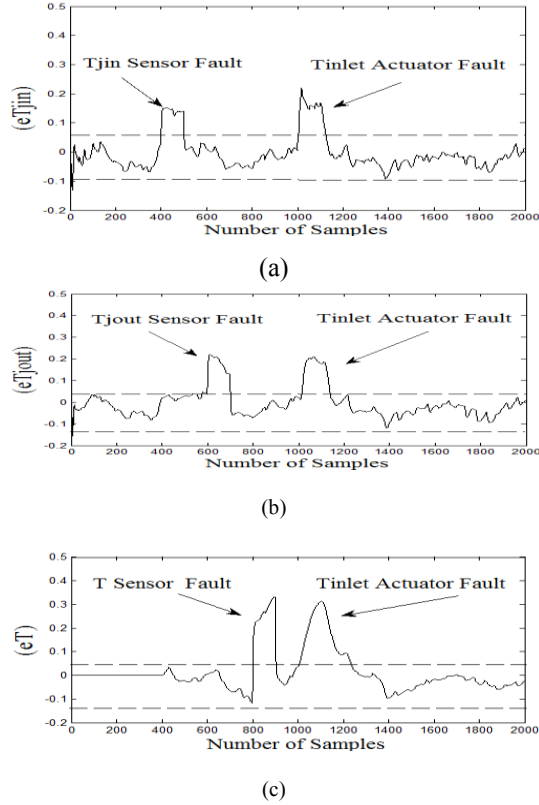 0.5
0.4
0.3
0.2
0.1
0
-0.1
-0.2
(eTjin)
Tjin Sensor Fault
Tinlet Actuator Fault
0 200 400 600 800 1000 1200 1400 1600 1800 2000
Number of Samples
(a)
0.5
0.4
0.3
0.2
0.1
0
-0.1
-0.2
(eTjout)
Tjout Sensor Fault
Tinlet Actuator Fault
0 200 400 600 800 1000 1200 1400 1600 1800 2000
Number of Samples
(b)
0.5
0.4
0.3
0.2
0.1
0
-0.1
-0.2
(eT)
T Sensor Fault
Tinlet Actuator Fault
0 200 400 600 800 1000 1200 1400 1600 1800 2000
Number of Samples
(c)